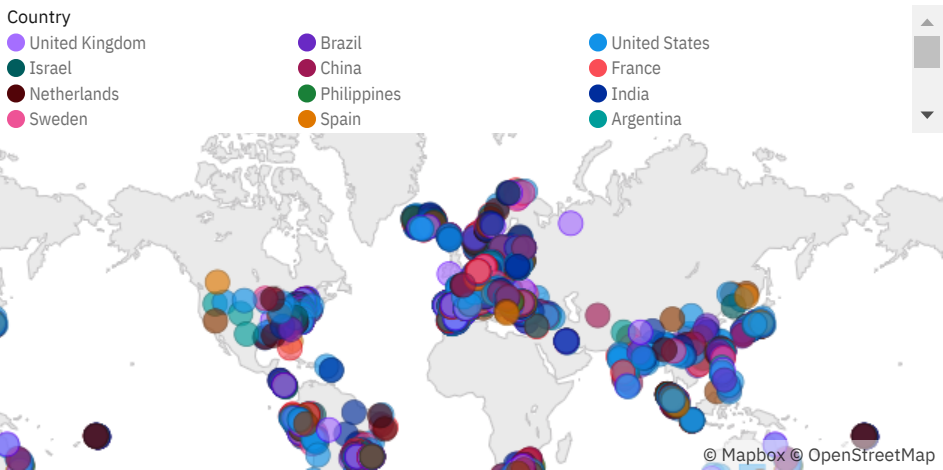 Country
United Kingdom Brazil United States
Israel China France
Netherlands Philippines India
Sweden Spain Argentina
© Mapbox © OpenStreetMap